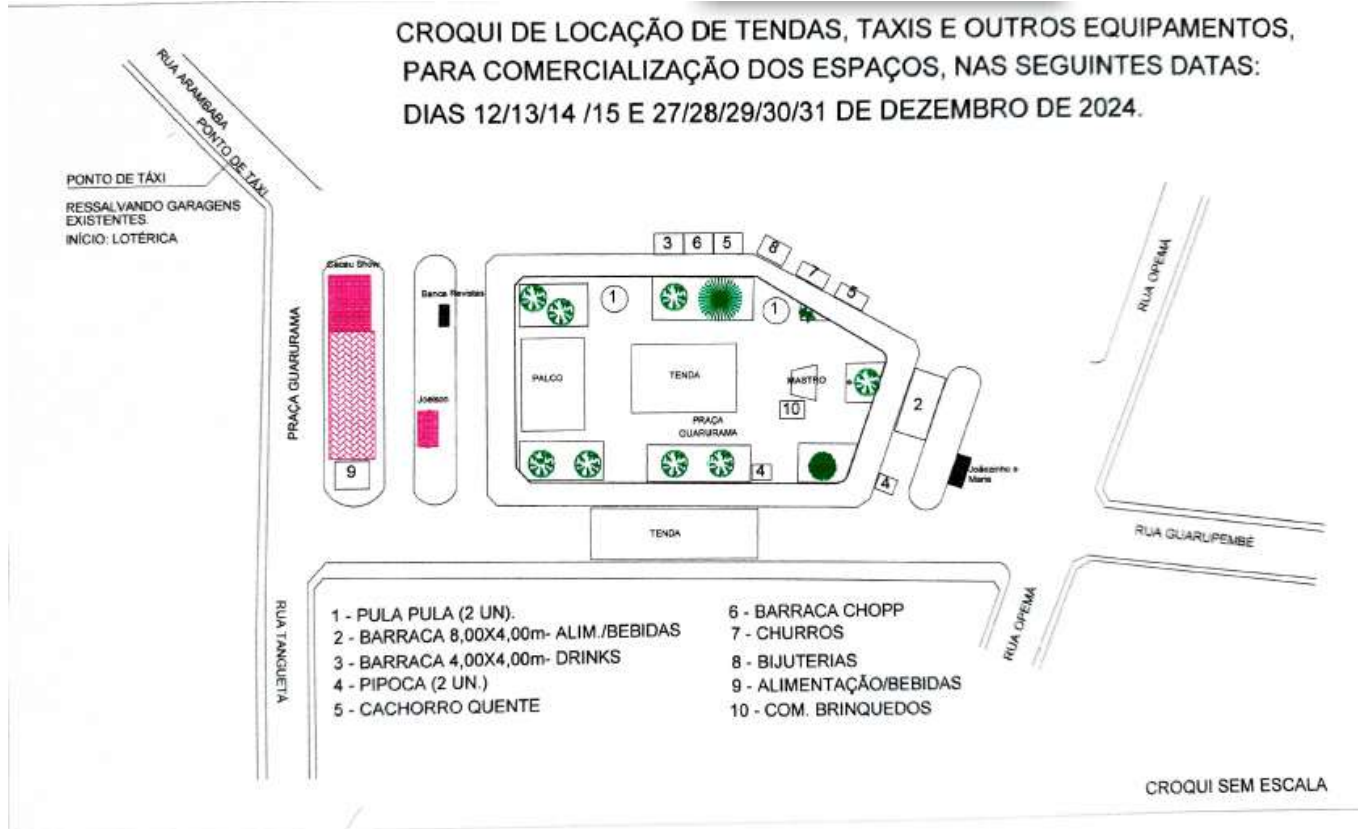 CROQUI DE LOCAÇÃO DE TENDAS, TAXIS E OUTROS EQUIPAMENTOS,
PARA COMERCIALIZAÇÃO DOS ESPAÇOS, NAS SEGUINTES DATAS:
DIAS 12/13/14 /15 E 27/28/29/30/31 DE DEZEMBRO DE 2024.
RUA ARAMBABA
PONTO DE TÁXI
PONTO DE TÁXI
RESSALVANDO GARAGENS
EXISTENTES.
INÍCIO: LOTÉRICA
PRAÇA GUARURAMA
Cacau Show
9
Banca Revistas
Joelson
3 6 5
8
7
5
1
1
PALCO
TENDA
MASTRO
10
PRAÇA
GUARURAMA
4
2
4
Joãozinho e
Maria
TENDA
RUA OPEMA
RUA GUARUPEMBÉ
RUA OPEMA
RUA TANGUETA
1 - PULA PULA (2 UN).
2 - BARRACA 8,00X4,00m- ALIM./BEBIDAS
3 - BARRACA 4,00X4,00m- DRINKS
4 - PIPOCA (2 UN.)
5 - CACHORRO QUENTE
6 - BARRACA CHOPP
7 - CHURROS
8 - BIJUTERIAS
9 - ALIMENTAÇÃO/BEBIDAS
10 - COM. BRINQUEDOS
CROQUI SEM ESCALA